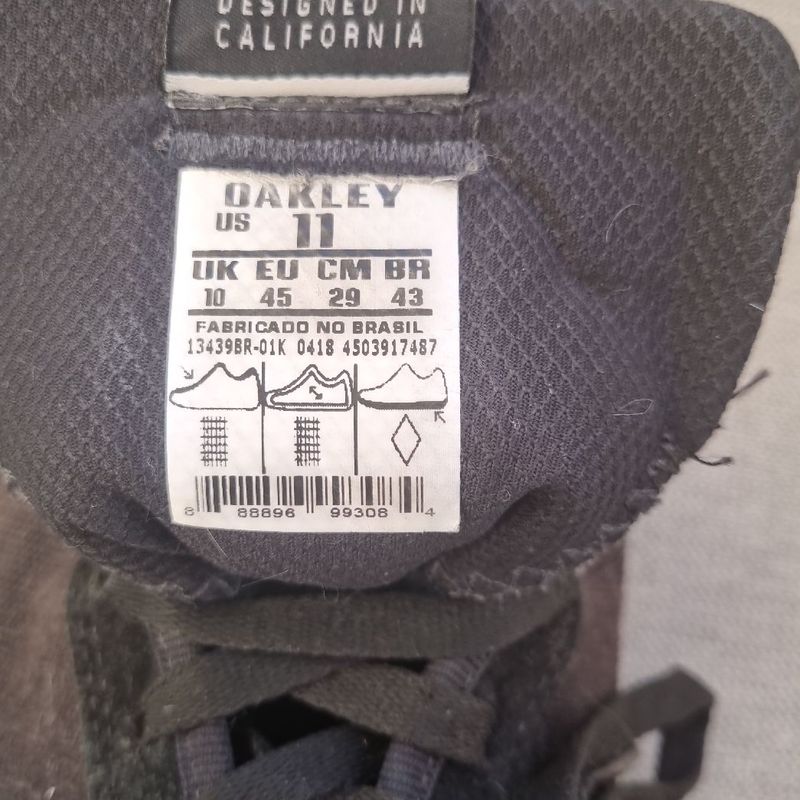 DESIGNED IN
CALIFORNIA
OAKLEY
US 11
UK EU CM BR
10 45 29 43
FABRICADO NO BRASIL
13439BR-01K 0418 4503917487
8 88896 99308 4